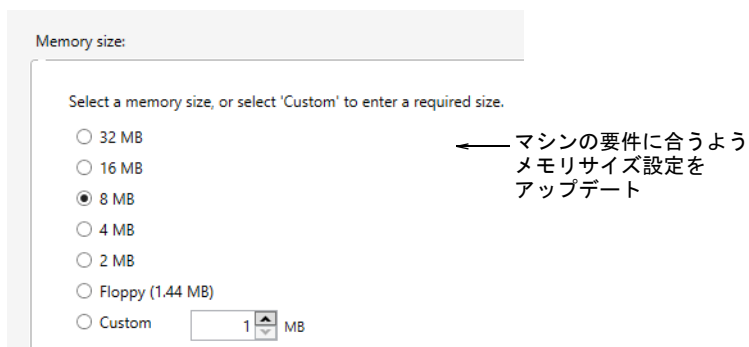 Memory size:
Select a memory size, or select 'Custom' to enter a required size.
32 MB
16 MB
8 MB
4 MB
2 MB
Floppy (1.44 MB)
Custom 1 MB
マシンの要件に合うよう
メモリサイズ設定を
アップデート